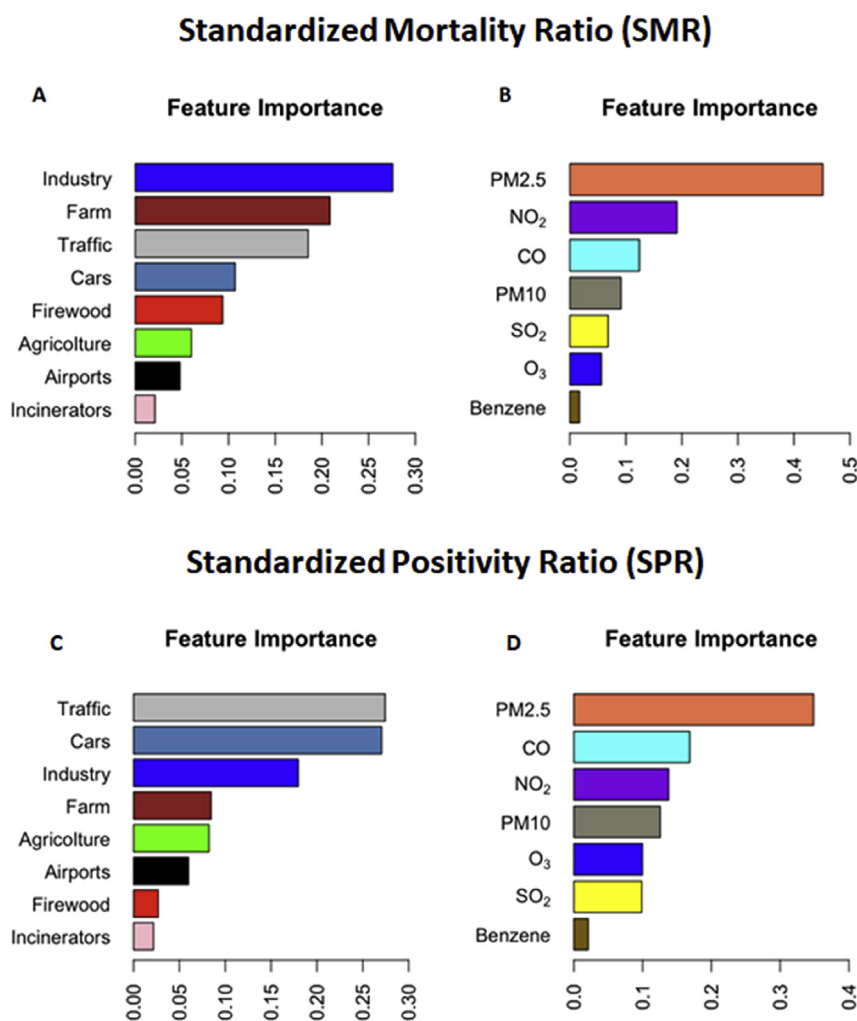 Standardized Mortality Ratio (SMR)
A
Feature Importance
Industry
Farm
Traffic
Cars
Firewood
Agricolture
Airports
Incinerators
0.00
0.05
0.10
0.15
0.20
0.25
0.30
B
Feature Importance
PM2.5
NO₂
CO
PM10
SO₂
O₃
Benzene
0.0
0.1
0.2
0.3
0.4
0.5
Standardized Positivity Ratio (SPR)
C
Feature Importance
Traffic
Cars
Industry
Farm
Agricolture
Airports
Firewood
Incinerators
0.00
0.05
0.10
0.15
0.20
0.25
0.30
D
Feature Importance
PM2.5
CO
NO₂
PM10
O₃
SO₂
Benzene
0.0
0.1
0.2
0.3
0.4